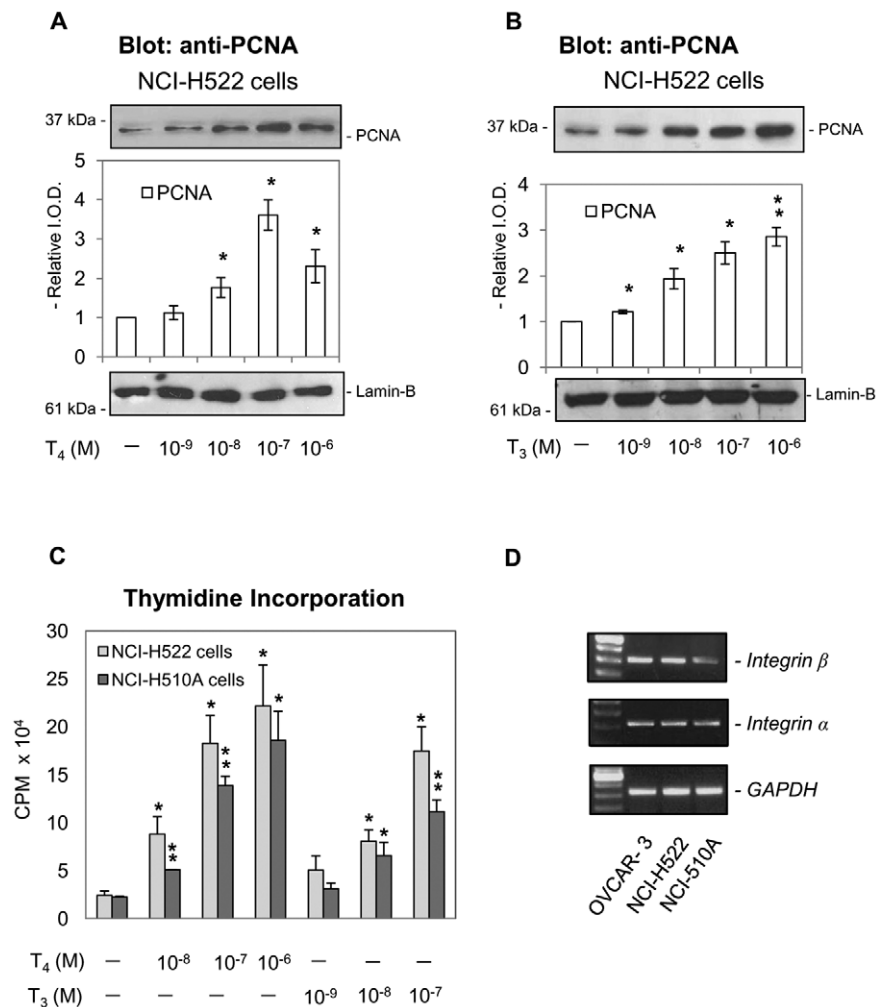 A
Blot: anti-PCNA
NCI-H522 cells
37 kDa -
- PCNA
5
4
3
2
1
0
- Relative I.O.D.
PCNA
*
*
*
- Lamin-B
61 kDa -
T4 (M) — 10-9 10-8 10-7 10-6
B
Blot: anti-PCNA
NCI-H522 cells
37 kDa -
- PCNA
4
3
2
1
0
- Relative I.O.D.
PCNA
*
*
*
**
- Lamin-B
61 kDa -
T3 (M) — 10-9 10-8 10-7 10-6
C
Thymidine Incorporation
30
25
20
15
10
5
0
CPM x 104
NCI-H522 cells
NCI-H510A cells
*
**
*
**
*
*
*
*
*
**
T4 (M) — 10-8 10-7 10-6 — — —
T3 (M) — — — — 10-9 10-8 10-7
D
- Integrin β
- Integrin α
- GAPDH
OVCAR- 3
NCI-H522
NCI-510A